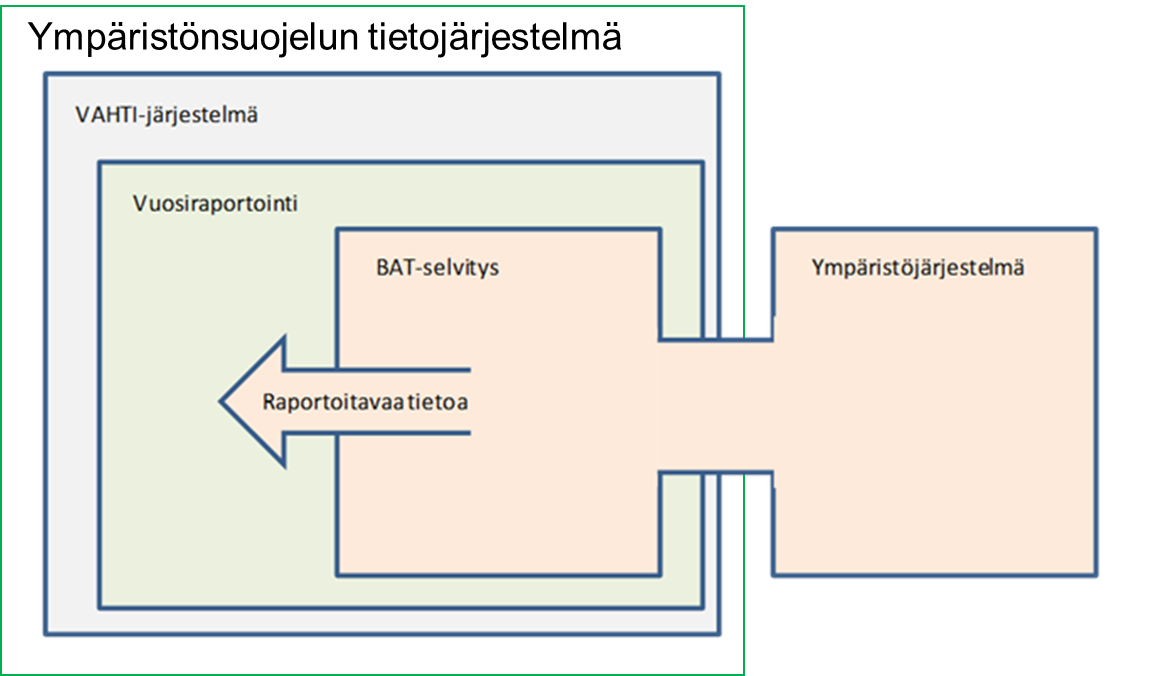 Ympäristönsuojelun tietojärjestelmä
VAHTI-järjestelmä
Vuosiraportointi
BAT-selvitys
Ympäristöjärjestelmä
Raportoitavaa tietoa